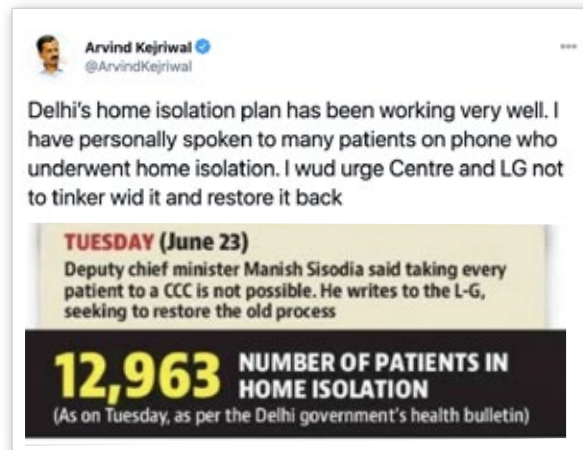 Arvind Kejriwal
@ArvindKejriwal
Delhi's home isolation plan has been working very well. I
have personally spoken to many patients on phone who
underwent home isolation. I wud urge Centre and LG not
to tinker wid it and restore it back
TUESDAY (June 23)
Deputy chief minister Manish Sisodia said taking every
patient to a CCC is not possible. He writes to the L-G,
seeking to restore the old process
12,963 NUMBER OF PATIENTS IN
HOME ISOLATION
(As on Tuesday, as per the Delhi government's health bulletin)